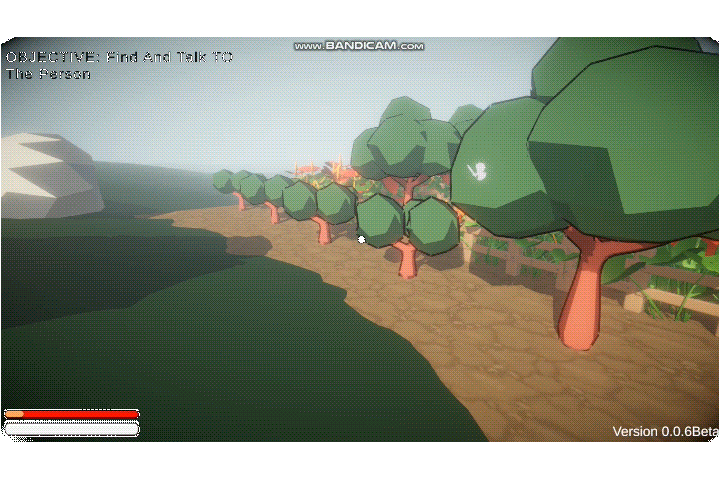 www.BANDICAM.com
OBJECTIVE: Find And Talk TO
The Person
Version 0.0.6Beta